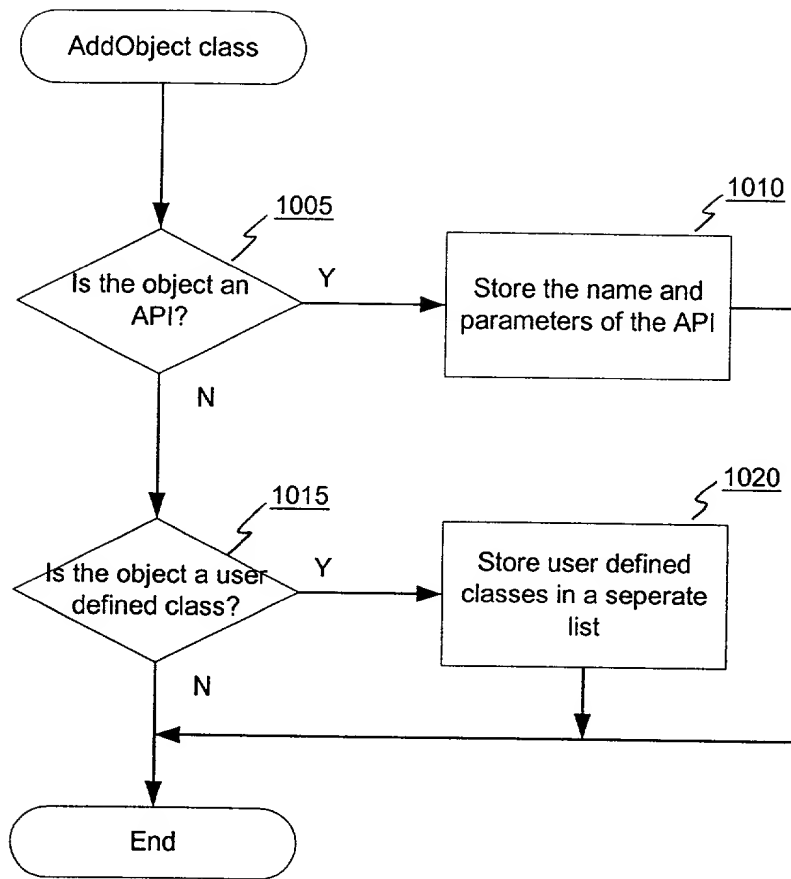 AddObject class
1005
1010
Is the object an
API?
Y
Store the name and
parameters of the API
N
1015
1020
Is the object a user
defined class?
Y
Store user defined
classes in a seperate
list
N
End